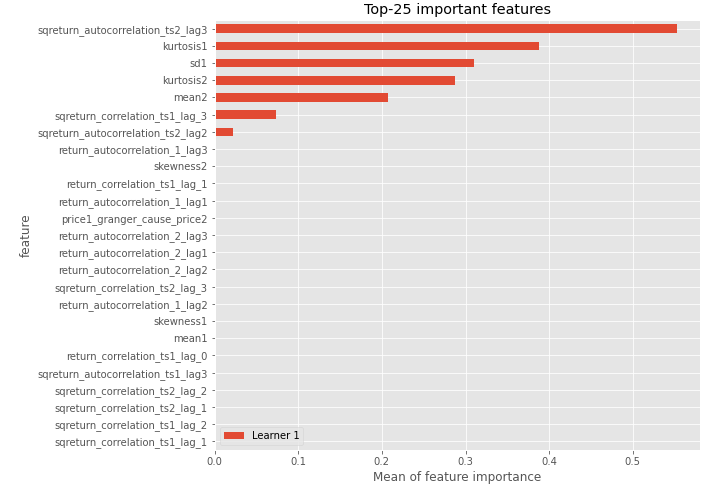 Top-25 important features
sqreturn_autocorrelation_ts2_lag3
kurtosis1
sd1
kurtosis2
mean2
sqreturn_correlation_ts1_lag_3
sqreturn_autocorrelation_ts2_lag2
return_autocorrelation_1_lag3
skewness2
return_correlation_ts1_lag_1
return_autocorrelation_1_lag1
price1_granger_cause_price2
return_autocorrelation_2_lag3
return_autocorrelation_2_lag1
return_autocorrelation_2_lag2
sqreturn_correlation_ts2_lag_3
return_autocorrelation_1_lag2
skewness1
mean1
return_correlation_ts1_lag_0
sqreturn_autocorrelation_ts1_lag3
sqreturn_correlation_ts2_lag_2
sqreturn_correlation_ts2_lag_1
sqreturn_correlation_ts1_lag_2
sqreturn_correlation_ts1_lag_1
feature
Learner 1
0.0 0.1 0.2 0.3 0.4 0.5
Mean of feature importance